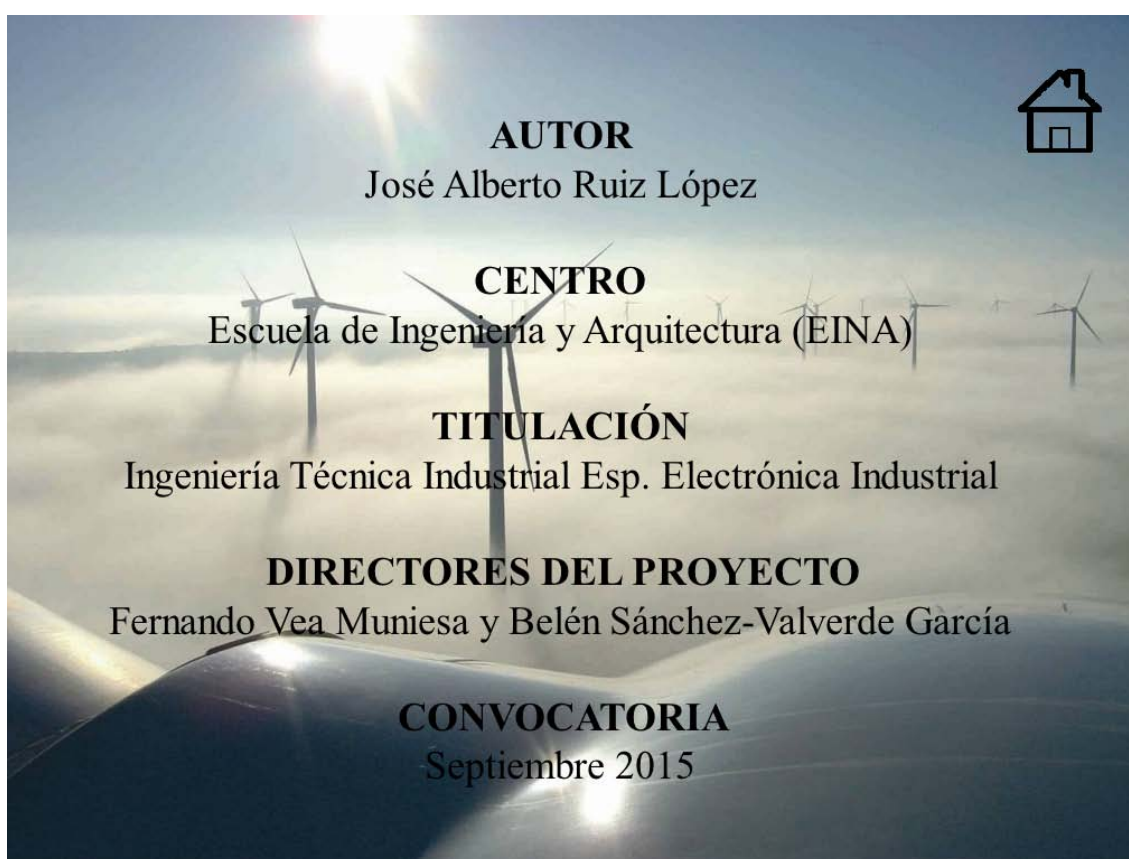 AUTOR
José Alberto Ruiz López
CENTRO
Escuela de Ingeniería y Arquitectura (EINA)
TITULACIÓN
Ingeniería Técnica Industrial Esp. Electrónica Industrial
DIRECTORES DEL PROYECTO
Fernando Vea Muniesa y Belén Sánchez-Valverde García
CONVOCATORIA
Septiembre 2015